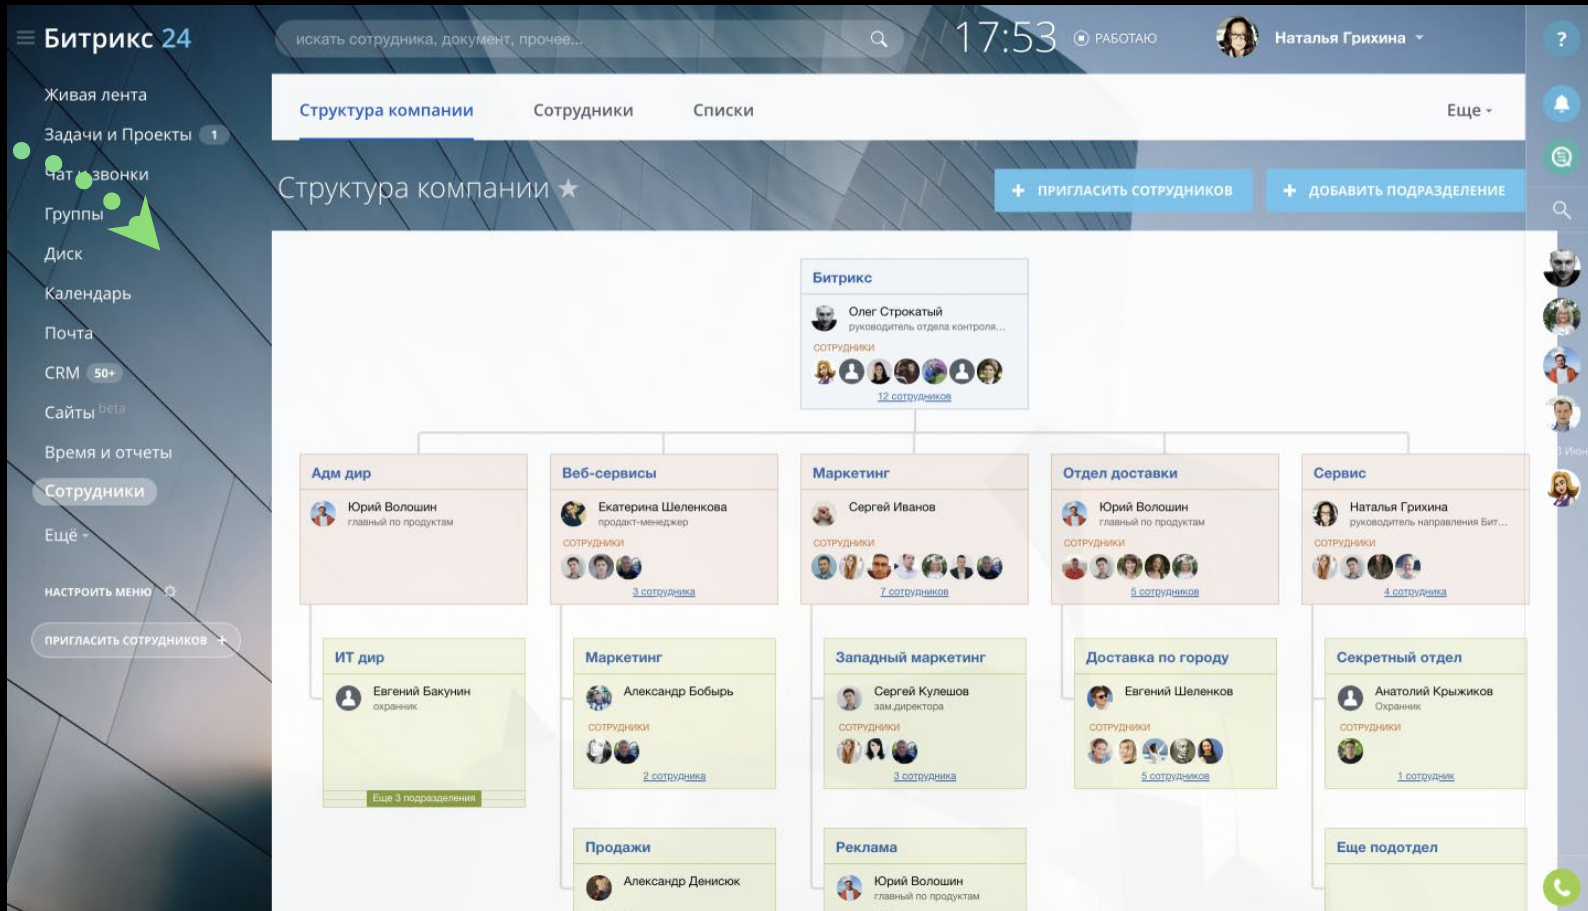 Битрикс 24
искать сотрудника, документ, прочее...
17:53
РАБОТАЮ
Наталья Грихина
?
Живая лента
Задачи и Проекты 1
Чат и звонки
Группы
Диск
Календарь
Почта
CRM 50+
Сайты beta
Время и отчеты
Сотрудники
Ещё
НАСТРОИТЬ МЕНЮ
ПРИГЛАСИТЬ СОТРУДНИКОВ +
Структура компании
Сотрудники
Списки
Еще
Структура компании
+ ПРИГЛАСИТЬ СОТРУДНИКОВ
+ ДОБАВИТЬ ПОДРАЗДЕЛЕНИЕ
Битрикс
Олег Строкатый
руководитель отдела контроля...
СОТРУДНИКИ
12 сотрудников
Адм дир
Юрий Волошин
главный по продуктам
Веб-сервисы
Екатерина Шеленкова
продакт-менеджер
СОТРУДНИКИ
3 сотрудника
Маркетинг
Сергей Иванов
СОТРУДНИКИ
7 сотрудников
Отдел доставки
Юрий Волошин
главный по продуктам
СОТРУДНИКИ
5 сотрудников
Сервис
Наталья Грихина
руководитель направления Бит...
СОТРУДНИКИ
4 сотрудника
ИТ дир
Евгений Бакунин
охранник
Еще 3 подразделения
Маркетинг
Александр Бобырь
СОТРУДНИКИ
2 сотрудника
Западный маркетинг
Сергей Кулешов
зам.директора
СОТРУДНИКИ
3 сотрудника
Доставка по городу
Евгений Шеленков
СОТРУДНИКИ
5 сотрудников
Секретный отдел
Анатолий Крыжиков
Охранник
СОТРУДНИКИ
1 сотрудник
Продажи
Александр Денисюк
Реклама
Юрий Волошин
главный по продуктам
Еще подотдел